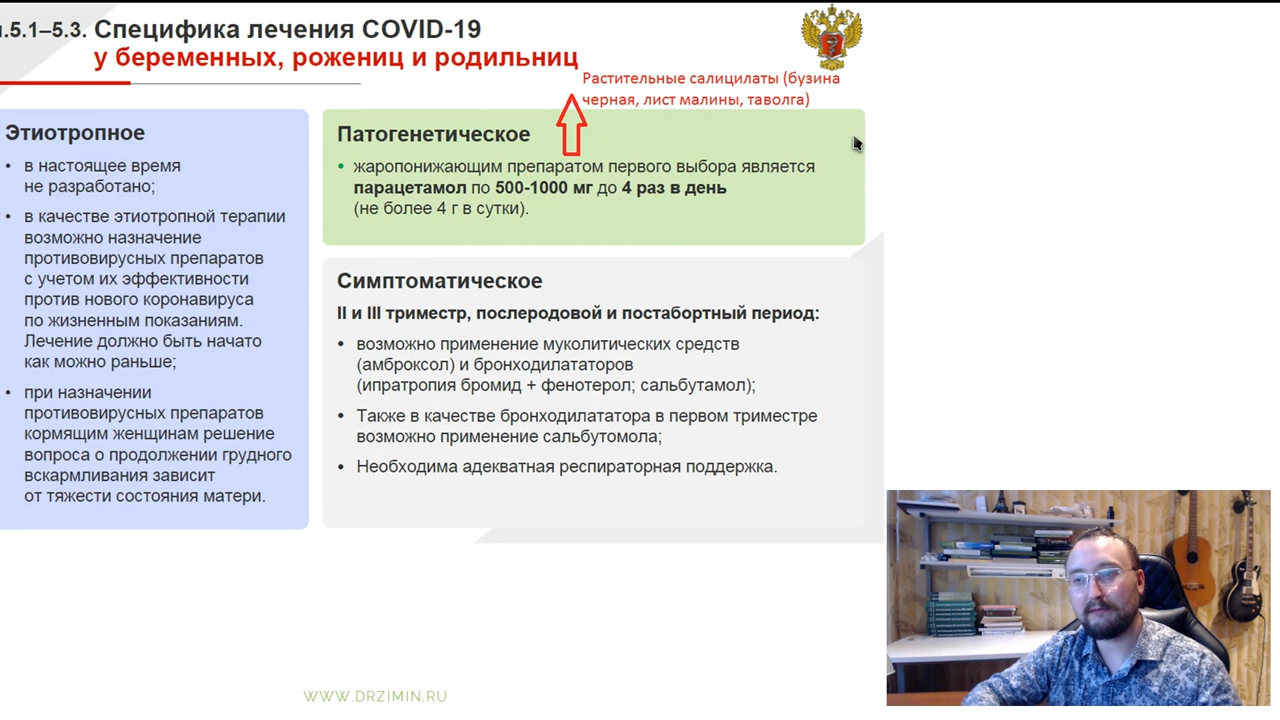 .5.1–5.3. Специфика лечения COVID-19
у беременных, рожениц и родильниц
Растительные салицилаты (бузина
черная, лист малины, таволга)
Этиотропное
• в настоящее время
не разработано;
• в качестве этиотропной терапии
возможно назначение
противовирусных препаратов
с учетом их эффективности
против нового коронавируса
по жизненным показаниям.
Лечение должно быть начато
как можно раньше;
• при назначении
противовирусных препаратов
кормящим женщинам решение
вопроса о продолжении грудного
вскармливания зависит
от тяжести состояния матери.
Патогенетическое
• жаропонижающим препаратом первого выбора является
парацетамол по 500-1000 мг до 4 раз в день
(не более 4 г в сутки).
Симптоматическое
II и III триместр, послеродовой и постабортный период:
• возможно применение муколитических средств
(амброксол) и бронходилататоров
(ипратропия бромид + фенотерол; сальбутамол);
• Также в качестве бронходилататора в первом триместре
возможно применение сальбутомола;
• Необходима адекватная респираторная поддержка.
WWW.DRZIMIN.RU